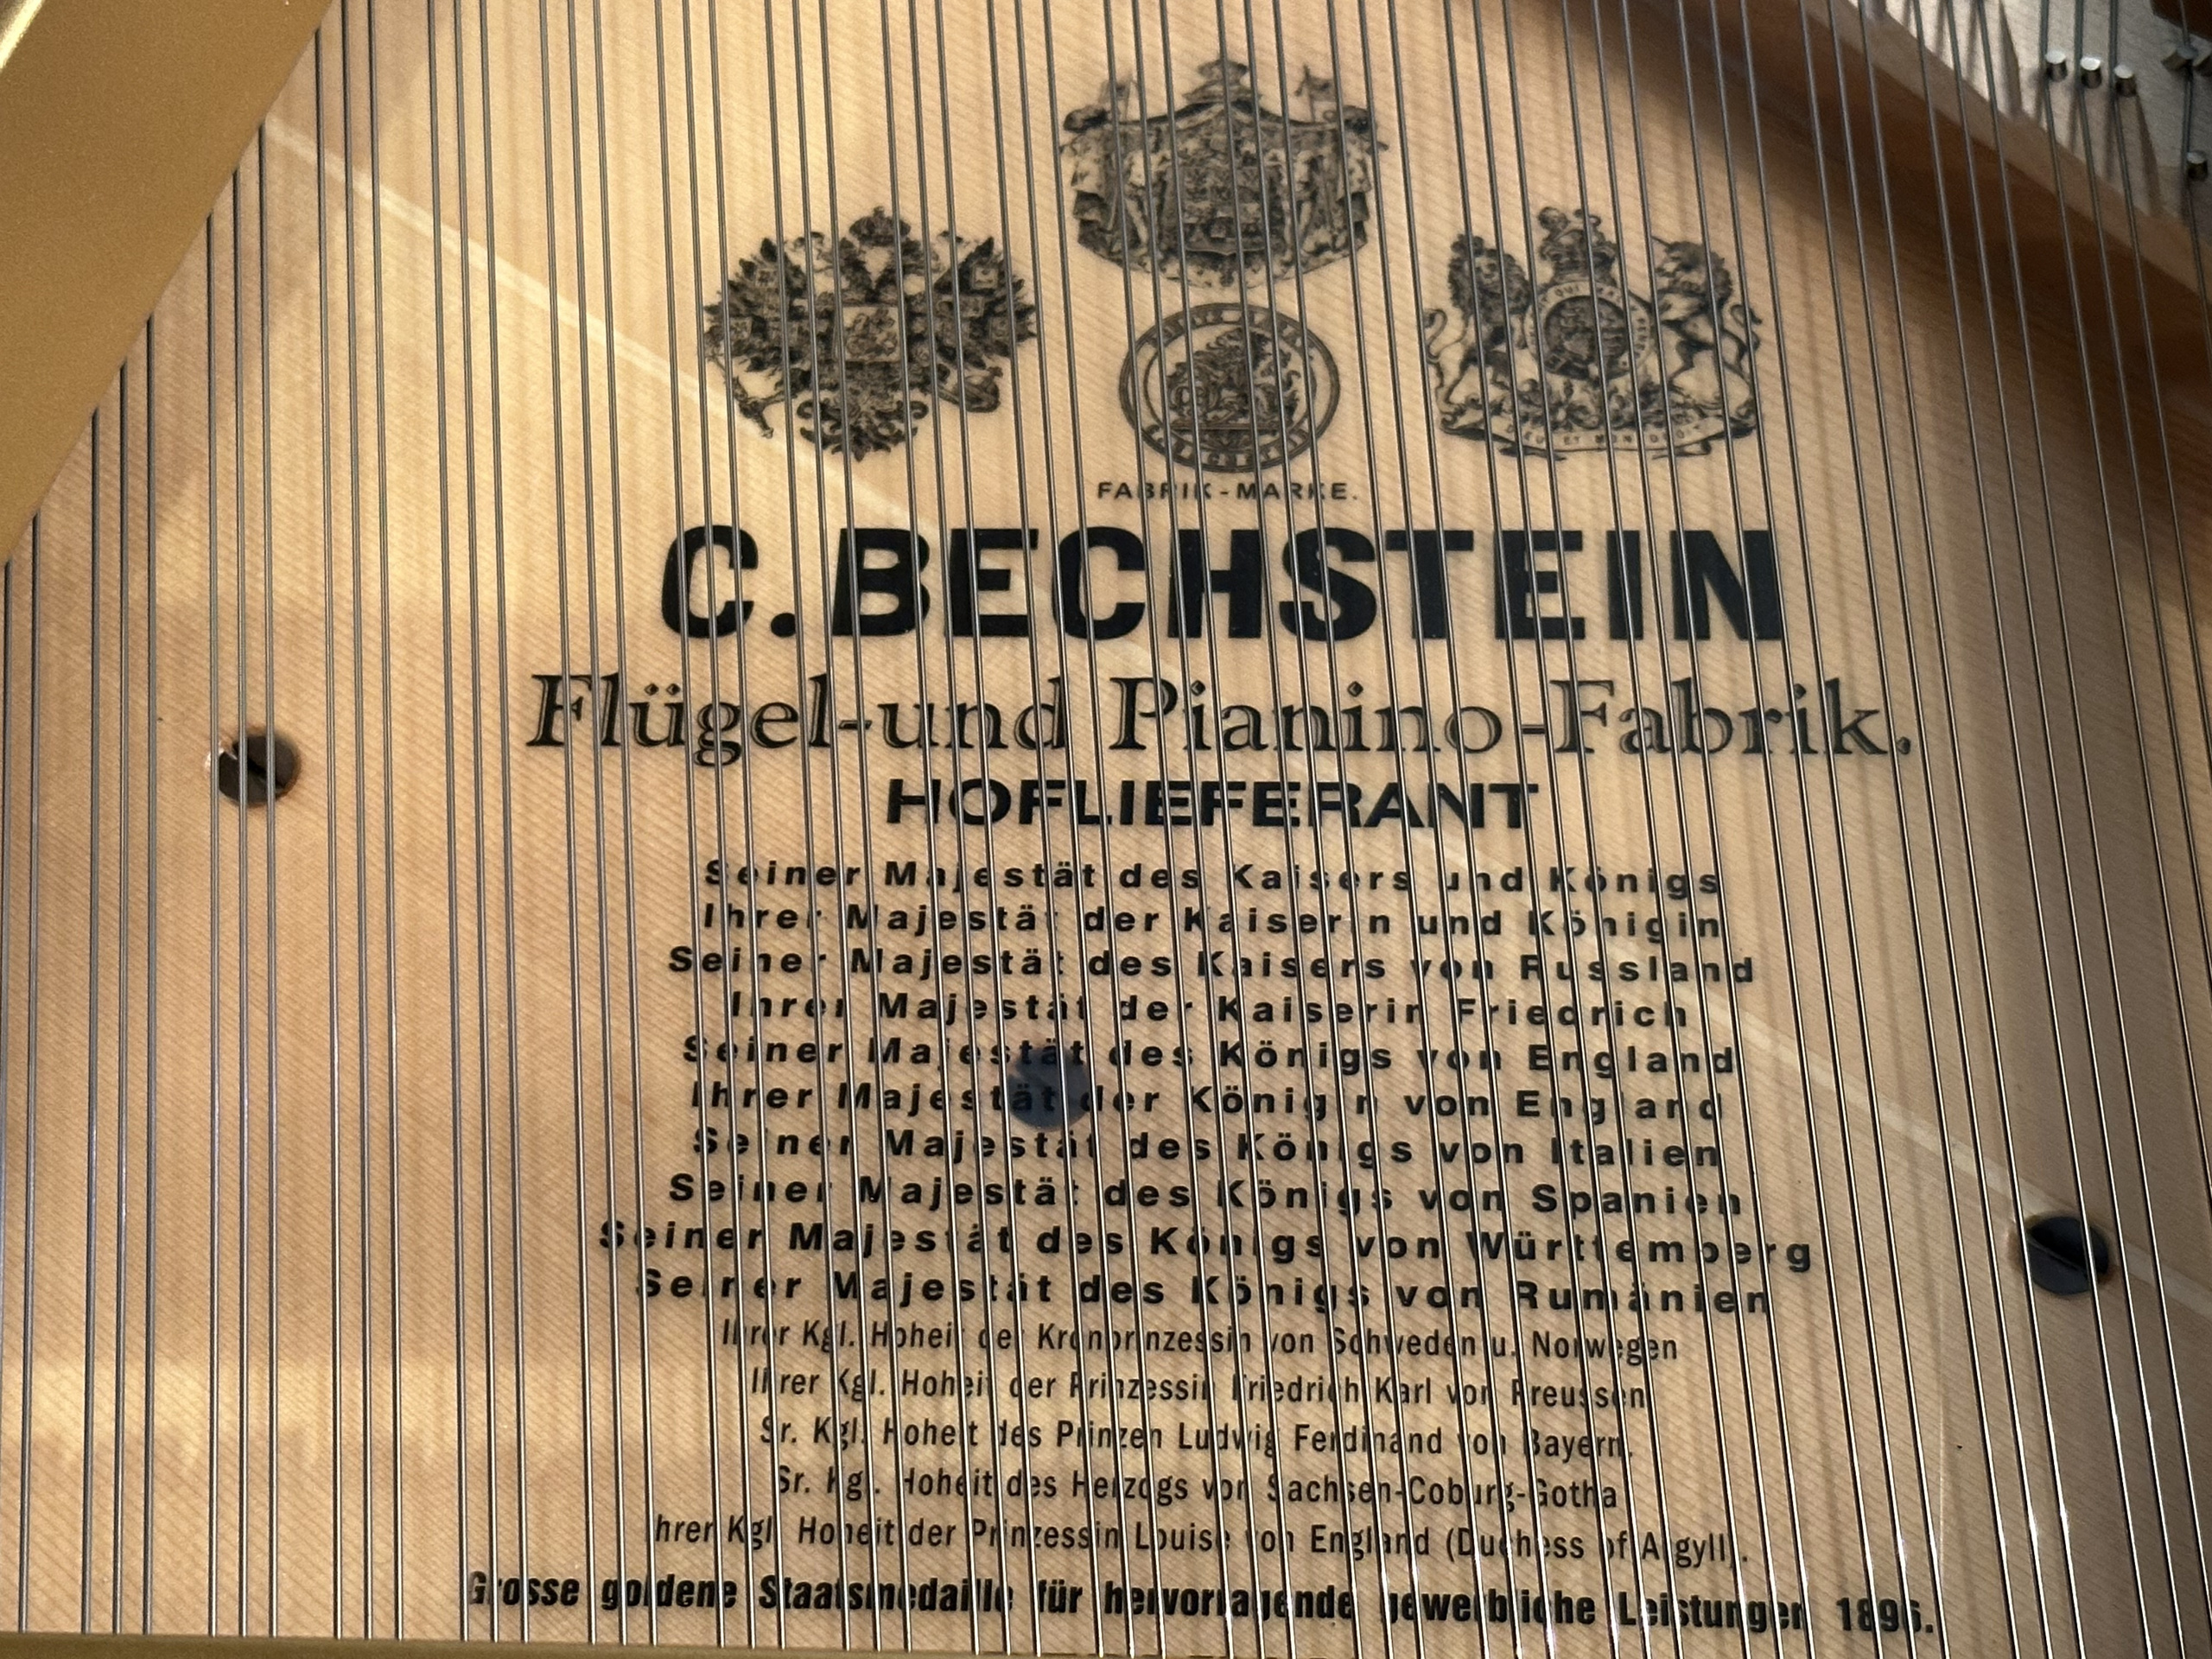 FABRIK-MARKE.
C.BECHSTEIN
Flügel-und Pianino-Fabrik.
HOFLIEFERANT
Seiner Majestät des Kaisers und Königs
Ihrer Majestät der Kaiserin und Königin
Seiner Majestät des Kaisers von Russland
Ihrer Majestät der Kaiserin Friedrich
Seiner Majestät des Königs von England
Ihrer Majestät der Königin von England
Seiner Majestät des Königs von Italien
Seiner Majestät des Königs von Spanien
Seiner Majestät des Königs von Württemberg
Seiner Majestät des Königs von Rumänien
Ihrer Kgl. Hoheit der Kronprinzessin von Schweden u. Norwegen
Ihrer Kgl. Hoheit der Prinzessin Friedrich Karl von Preussen
Sr. Kgl. Hoheit des Prinzen Ludwig Ferdinand von Bayern.
Sr. Kgl. Hoheit des Herzogs von Sachsen-Coburg-Gotha
Ihrer Kgl. Hoheit der Prinzessin Louise von England (Duchess of Argyll).
Grosse goldene Staatsmedaille für hervorragende gewerbliche Leistungen 1896.